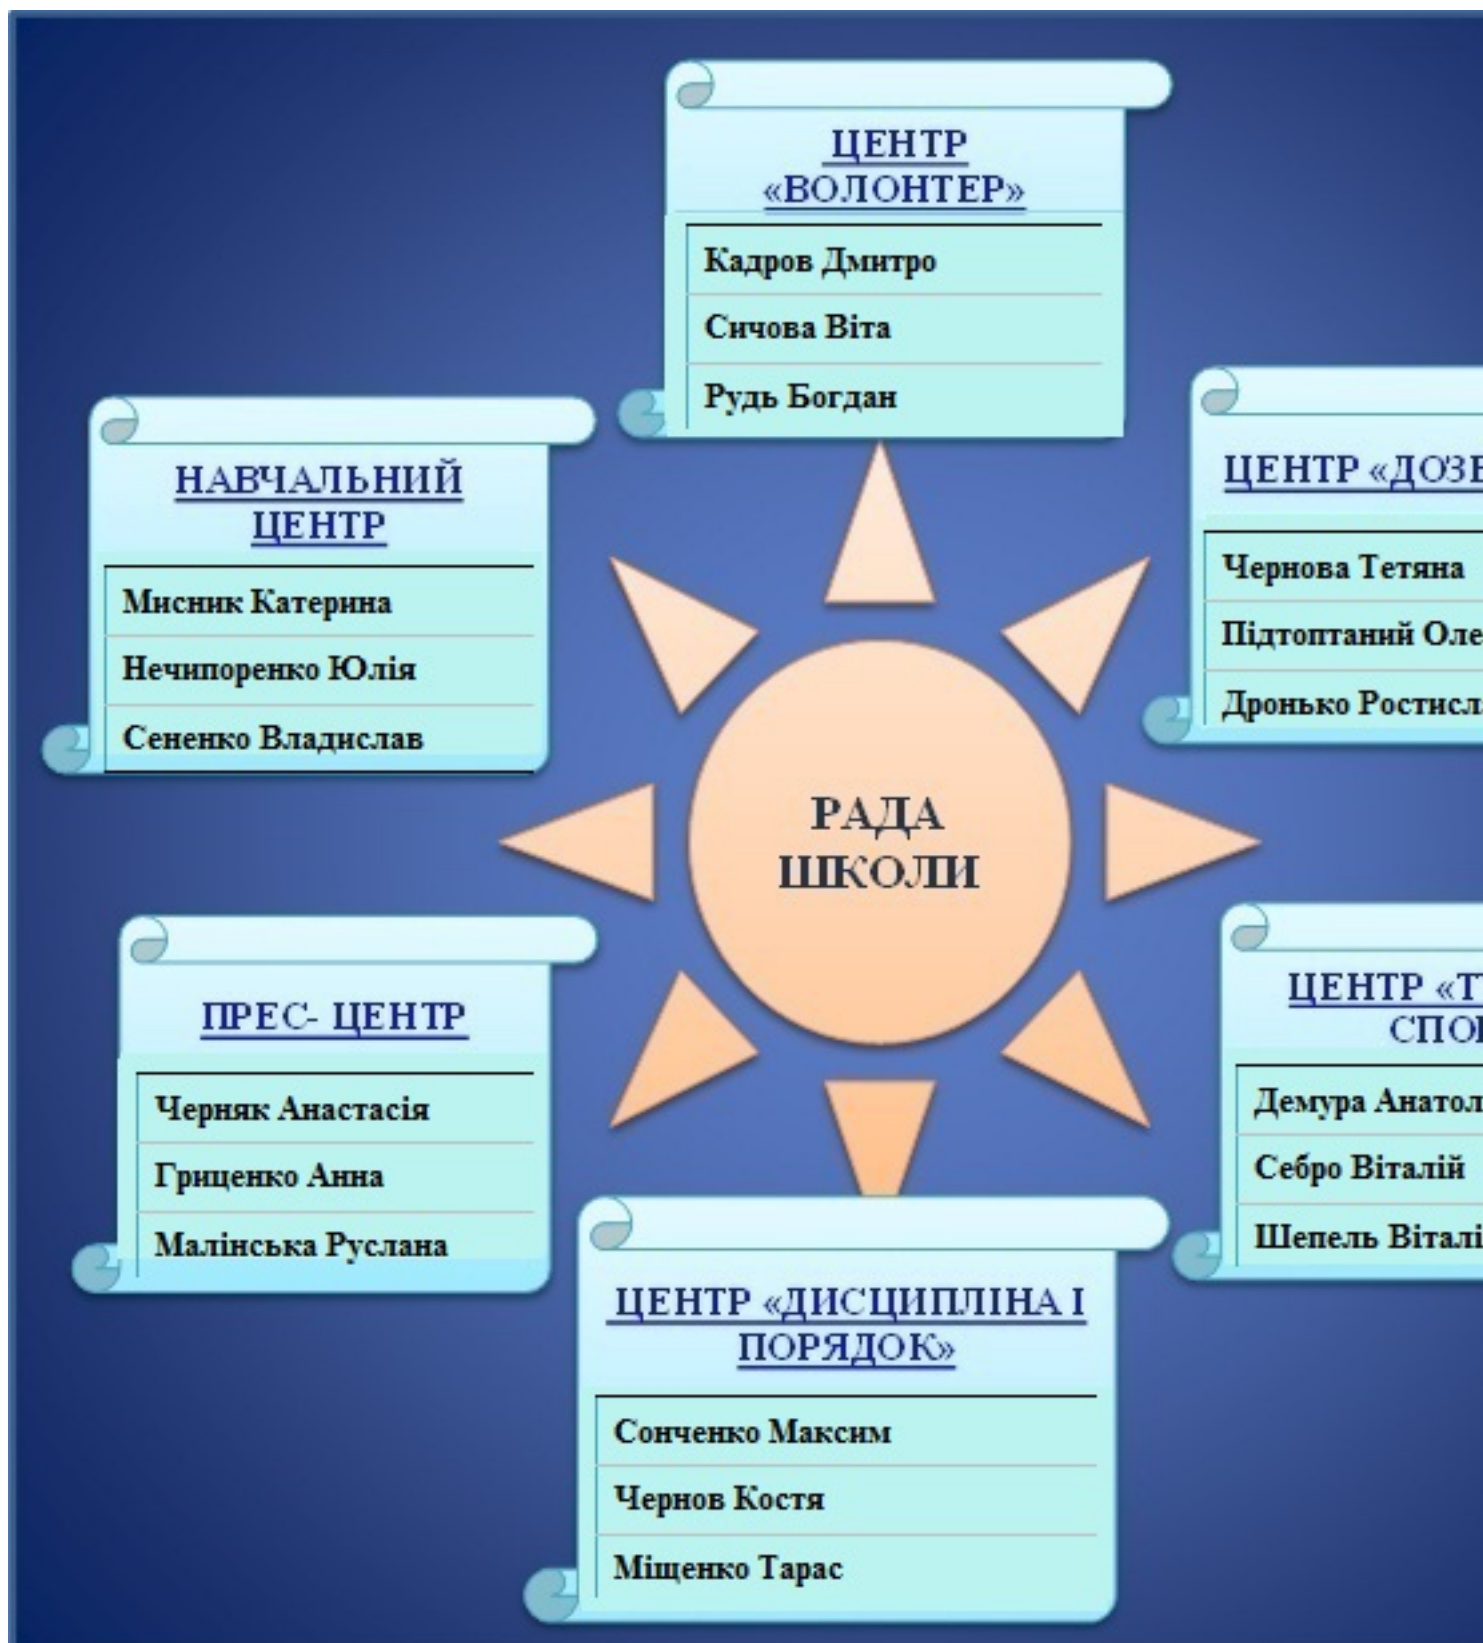 ЦЕНТР
«ВОЛОНТЕР»
Кадров Дмитро
Сичова Віта
Рудь Богдан
НАВЧАЛЬНИЙ
ЦЕНТР
Мисник Катерина
Нечипоренко Юлія
Сененко Владислав
ЦЕНТР
Чернова Тетяна
Підтоптаний
Дронько
РАДА
ШКОЛИ
ПРЕС- ЦЕНТР
Черняк Анастасія
Гриценко Анна
Малінська Руслана
ЦЕНТР
Демура
Себро Віталій
Шепель
ЦЕНТР «ДИСЦИПЛІНА І
ПОРЯДОК»
Сонченко Максим
Чернов Костя
Міщенко Тарас